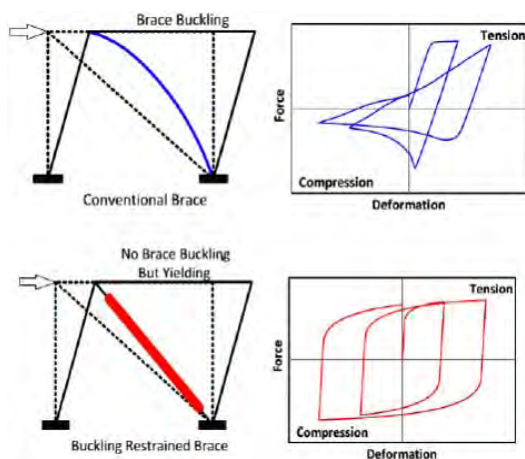 Brace Buckling
Conventional Brace
Tension
Force
Compression
Deformation
No Brace Buckling
But Yielding
Buckling Restrained Brace
Tension
Force
Compression
Deformation